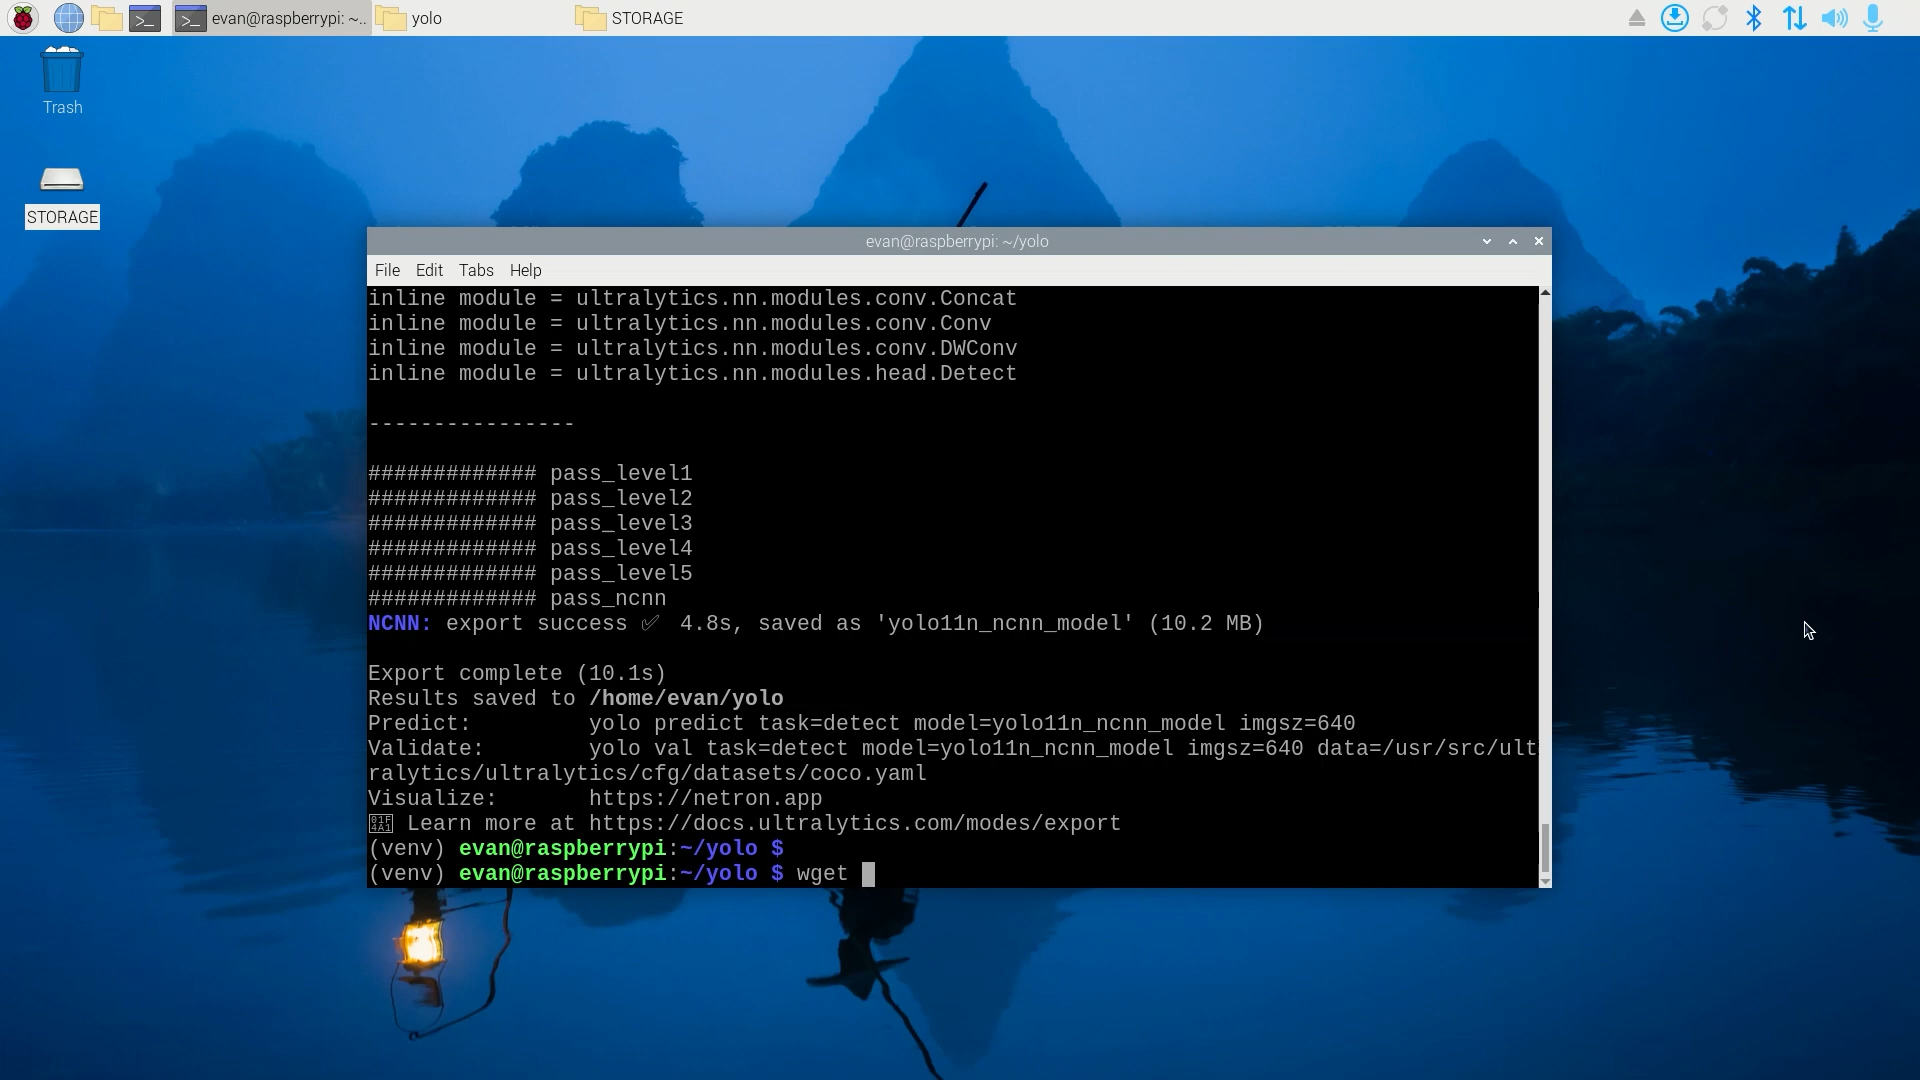 evan@raspberrypi: ~..
yolo
STORAGE
Trash
STORAGE
evan@raspberrypi: ~/yolo
File Edit Tabs Help
inline module = ultralytics.nn.modules.conv.Concat
inline module = ultralytics.nn.modules.conv.Conv
inline module = ultralytics.nn.modules.conv.DWConv
inline module = ultralytics.nn.modules.head.Detect
----------------
############# pass_level1
############# pass_level2
############# pass_level3
############# pass_level4
############# pass_level5
############# pass_ncnn
NCNN: export success ✅ 4.8s, saved as 'yolo11n_ncnn_model' (10.2 MB)
Export complete (10.1s)
Results saved to /home/evan/yolo
Predict: yolo predict task=detect model=yolo11n_ncnn_model imgsz=640
Validate: yolo val task=detect model=yolo11n_ncnn_model imgsz=640 data=/usr/src/ult
ralytics/ultralytics/cfg/datasets/coco.yaml
Visualize: https://netron.app
01F4A1 Learn more at https://docs.ultralytics.com/modes/export
(venv) evan@raspberrypi:~/yolo $
(venv) evan@raspberrypi:~/yolo $ wget